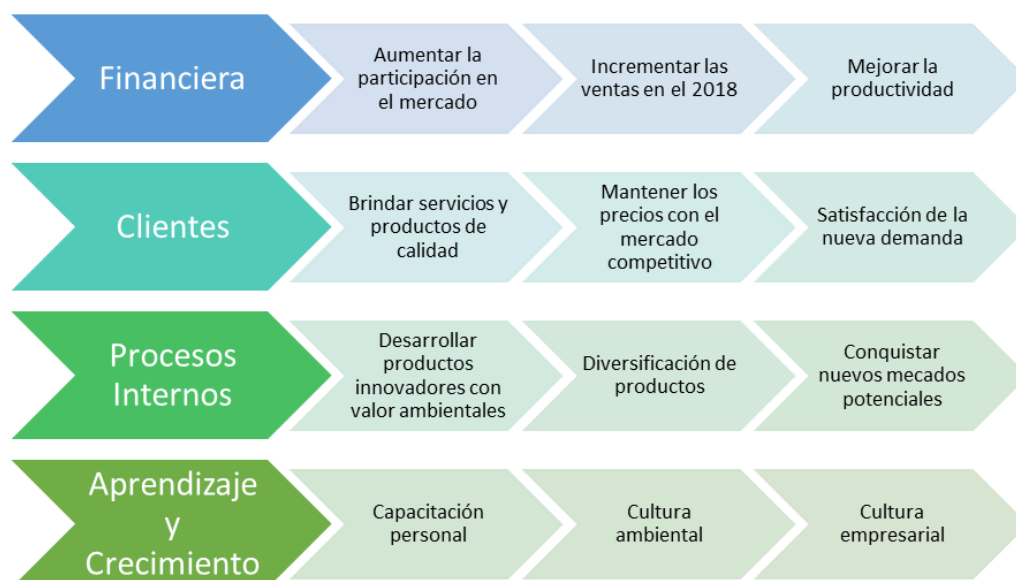 Financiera
Aumentar la
participación en
el mercado
Incrementar las
ventas en el 2018
Mejorar la
productividad
Clientes
Brindar servicios y
productos de
calidad
Mantener los
precios con el
mercado
competitivo
Satisfacción de la
nueva demanda
Procesos
Internos
Desarrollar
productos
innovadores con
valor ambientales
Diversificación de
productos
Conquistar
nuevos mecados
potenciales
Aprendizaje
y
Crecimiento
Capacitación
personal
Cultura
ambiental
Cultura
empresarial